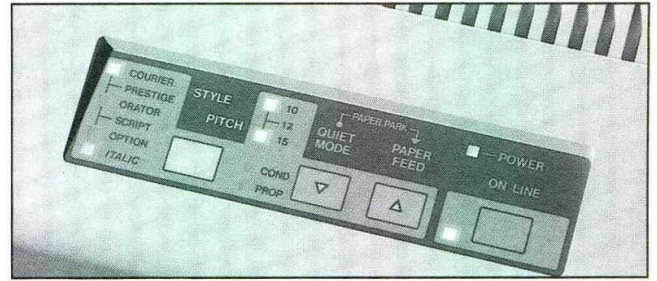 COURIER
PRESTIGE
ORATOR
SCRIPT
OPTION
ITALIC
STYLE
PITCH
10
12
15
COND
PROP
PAPER PARK
QUIET
MODE
PAPER
FEED
POWER
ON LINE